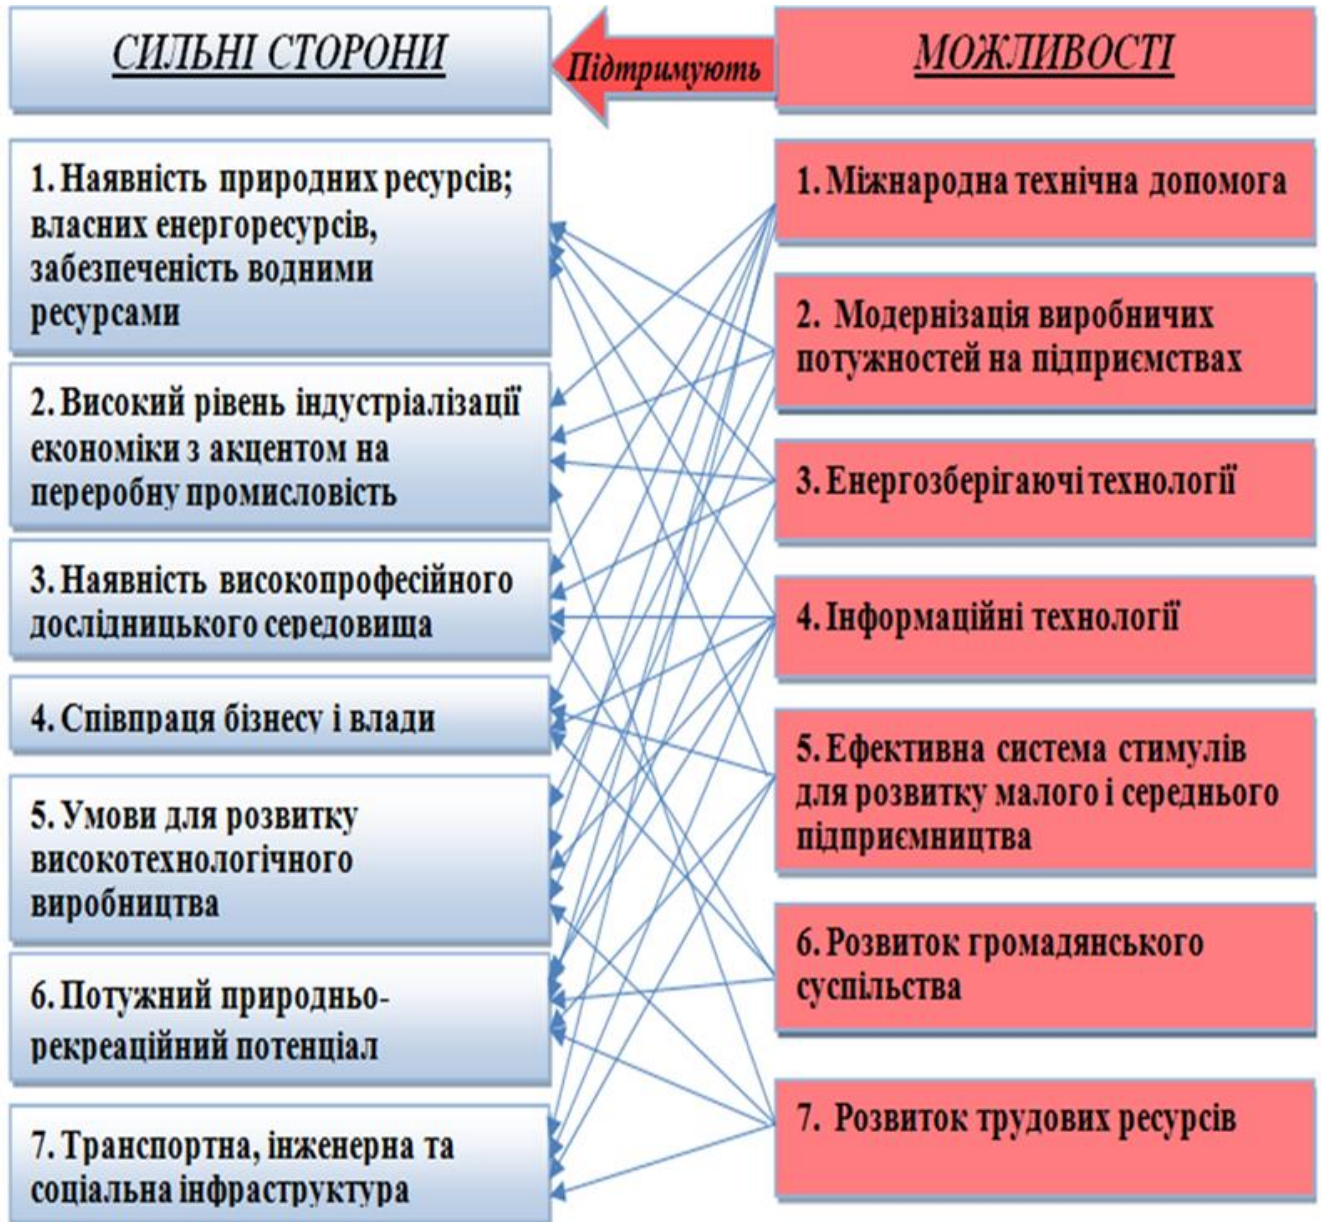 СИЛЬНІ СТОРОНИ
Підтримують
МОЖЛИВОСТІ
1. Наявність природних ресурсів;
власних енергоресурсів,
забезпеченість водними
ресурсами
2. Високий рівень індустріалізації
економіки з акцентом на
переробну промисловість
3. Наявність високопрофесійного
дослідницького середовища
4. Співпраця бізнесу і влади
5. Умови для розвитку
високотехнологічного
виробництва
6. Потужний природньо-
рекреаційний потенціал
7. Транспортна, інженерна та
соціальна інфраструктура
1. Міжнародна технічна допомога
2. Модернізація виробничих
потужностей на підприємствах
3. Енергозберігаючі технології
4. Інформаційні технології
5. Ефективна система стимулів
для розвитку малого і середнього
підприємництва
6. Розвиток громадянського
суспільства
7. Розвиток трудових ресурсів